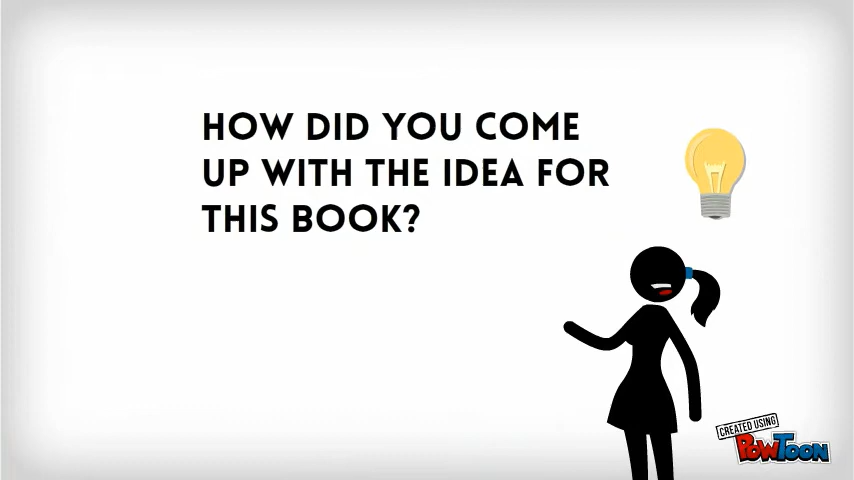 HOW DID YOU COME
UP WITH THE IDEA FOR
THIS BOOK?
CREATED USING
POWTOON